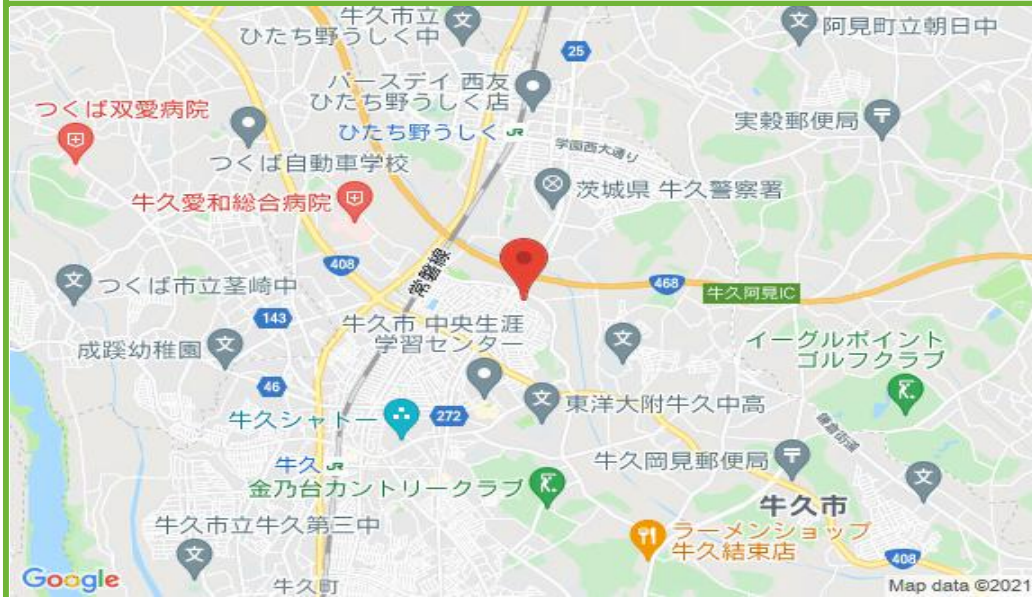 牛久市立
ひたち野うしく中
阿見町立朝日中
25
バースデイ 西友
ひたち野うしく店
つくば双愛病院
ひたち野うしく JR
実穀郵便局
学園西大通り
つくば自動車学校
茨城県 牛久警察署
牛久愛和総合病院
常磐線
408
468
牛久阿見IC
つくば市立茎崎中
143
牛久市 中央生涯
学習センター
イーグルポイント
ゴルフクラブ
成蹊幼稚園
46
牛久シャトー
272
東洋大附牛久中高
鎌倉街道
牛久 JR
牛久岡見郵便局
金乃台カントリークラブ
牛久市
牛久市立牛久第三中
ラーメンショップ
牛久結束店
408
Google
牛久町
Map data ©2021